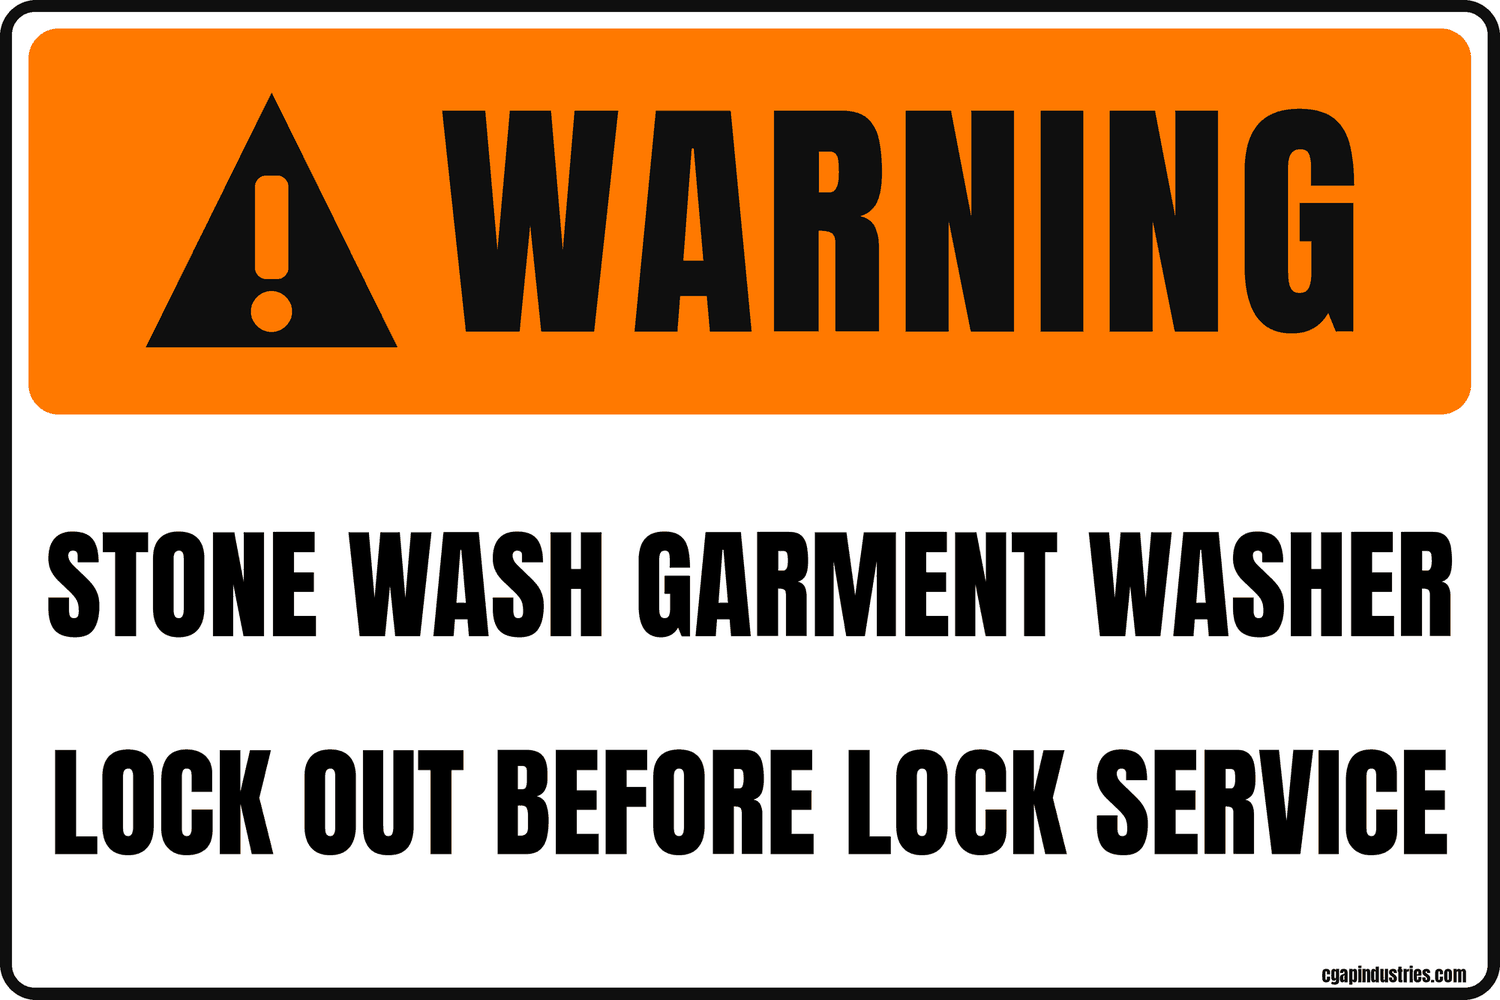 WARNING
STONE WASH GARMENT WASHER
LOCK OUT BEFORE LOCK SERVICE
cgapindustries.com